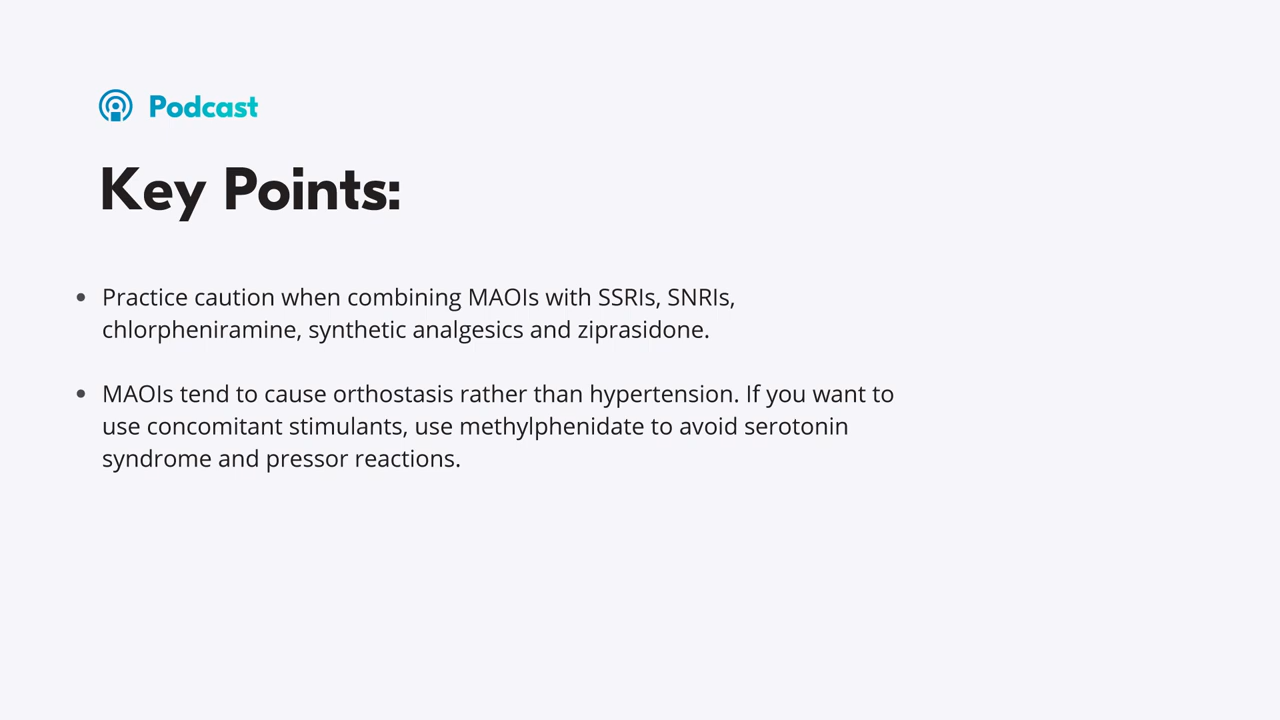 Podcast
Key Points:
• Practice caution when combining MAOIs with SSRIs, SNRIs,
chlorpheniramine, synthetic analgesics and ziprasidone.
• MAOIs tend to cause orthostasis rather than hypertension. If you want to
use concomitant stimulants, use methylphenidate to avoid serotonin
syndrome and pressor reactions.